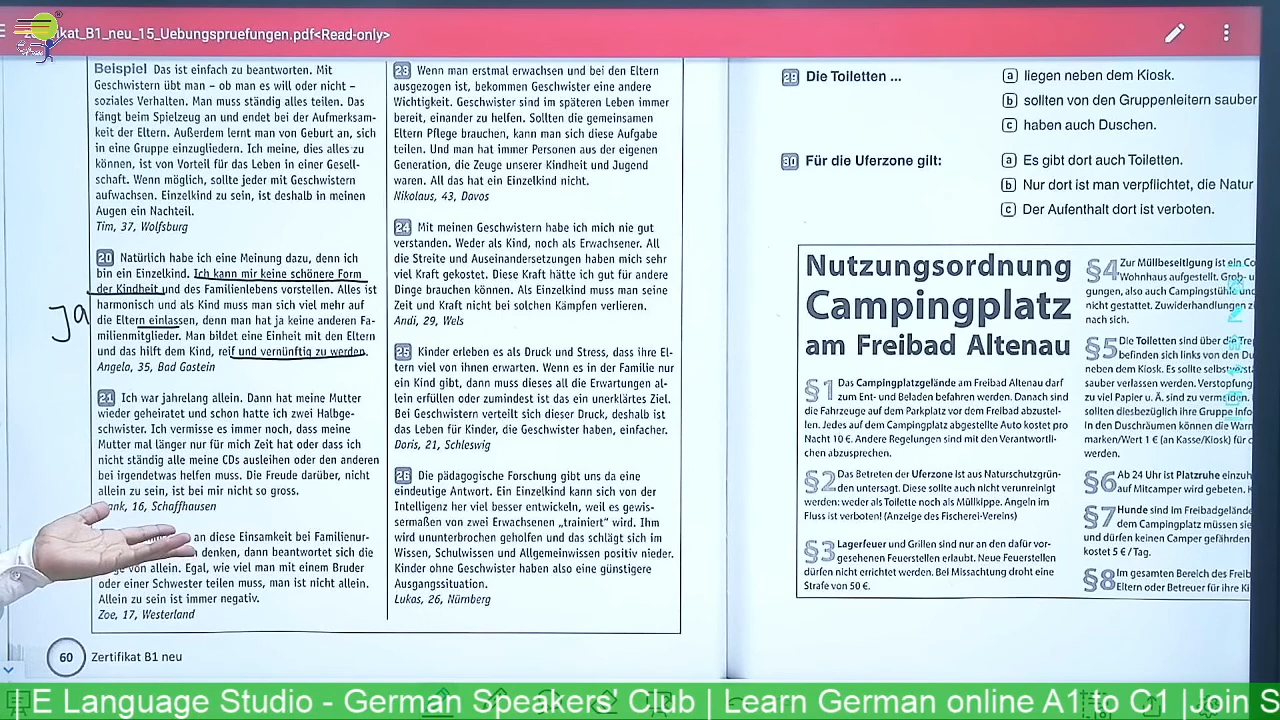 Zertifikat_B1_neu_15_Uebungspruefungen.pdf<Read-only>
Beispiel Das ist einfach zu beantworten. Mit
Geschwistern übt man – ob man es will oder nicht –
soziales Verhalten. Man muss ständig alles teilen. Das
fängt beim Spielzeug an und endet bei der Aufmerksam-
keit der Eltern. Außerdem lernt man von Geburt an, sich
in eine Gruppe einzugliedern. Ich meine, dies alles zu
können, ist von Vorteil für das Leben in einer Gesell-
schaft. Wenn möglich, sollte jeder mit Geschwistern
aufwachsen. Einzelkind zu sein, ist deshalb in meinen
Augen ein Nachteil.
Tim, 37, Wolfsburg
20 Natürlich habe ich eine Meinung dazu, denn ich
bin ein Einzelkind. Ich kann mir keine schönere Form
der Kindheit und des Familienlebens vorstellen. Alles ist
harmonisch und als Kind muss man sich viel mehr auf
die Eltern einlassen, denn man hat ja keine anderen Fa-
milienmitglieder. Man bildet eine Einheit mit den Eltern
und das hilft dem Kind, reif und vernünftig zu werden.
Angela, 35, Bad Gastein
Ja
21 Ich war jahrelang allein. Dann hat meine Mutter
wieder geheiratet und schon hatte ich zwei Halbge-
schwister. Ich vermisse es immer noch, dass meine
Mutter mal länger nur für mich Zeit hat oder dass ich
nicht ständig alle meine CDs ausleihen oder den anderen
bei irgendetwas helfen muss. Die Freude darüber, nicht
allein zu sein, ist bei mir nicht so gross.
ank, 16, Schaffhausen
an diese Einsamkeit bei Familienur-
denken, dann beantwortet sich die
von allein. Egal, wie viel man mit einem Bruder
oder einer Schwester teilen muss, man ist nicht allein.
Allein zu sein ist immer negativ.
Zoe, 17, Westerland
23 Wenn man erstmal erwachsen und bei den Eltern
ausgezogen ist, bekommen Geschwister eine andere
Wichtigkeit. Geschwister sind im späteren Leben immer
bereit, einander zu helfen. Sollten die gemeinsamen
Eltern Pflege brauchen, kann man sich diese Aufgabe
teilen. Und man hat immer Personen aus der eigenen
Generation, die Zeuge unserer Kindheit und Jugend
waren. All das hat ein Einzelkind nicht.
Nikolaus, 43, Davos
24 Mit meinen Geschwistern habe ich mich nie gut
verstanden. Weder als Kind, noch als Erwachsener. All
die Streite und Auseinandersetzungen haben mich sehr
viel Kraft gekostet. Diese Kraft hätte ich gut für andere
Dinge brauchen können. Als Einzelkind muss man seine
Zeit und Kraft nicht bei solchen Kämpfen verlieren.
Andi, 29, Wels
25 Kinder erleben es als Druck und Stress, dass ihre El-
tern viel von ihnen erwarten. Wenn es in der Familie nur
ein Kind gibt, dann muss dieses all die Erwartungen al-
lein erfüllen oder zumindest ist das ein unerklärtes Ziel.
Bei Geschwistern verteilt sich dieser Druck, deshalb ist
das Leben für Kinder, die Geschwister haben, einfacher.
Doris, 21, Schleswig
26 Die pädagogische Forschung gibt uns da eine
eindeutige Antwort. Ein Einzelkind kann sich von der
Intelligenz her viel besser entwickeln, weil es gewis-
sermaßen von zwei Erwachsenen „trainiert“ wird. Ihm
wird ununterbrochen geholfen und das schlägt sich im
Wissen, Schulwissen und Allgemeinwissen positiv nieder.
Kinder ohne Geschwister haben also eine günstigere
Ausgangssituation.
Lukas, 26, Nürnberg
60 Zertifikat B1 neu
29 Die Toiletten ...
a liegen neben dem Kiosk.
b sollten von den Gruppenleitern sauber
c haben auch Duschen.
30 Für die Uferzone gilt:
a Es gibt dort auch Toiletten.
b Nur dort ist man verpflichtet, die Natur
c Der Aufenthalt dort ist verboten.
Nutzungsordnung
Campingplatz
am Freibad Altenau
§1 Das Campingplatzgelände am Freibad Altenau darf
zum Ent- und Beladen befahren werden. Danach sind
die Fahrzeuge auf dem Parkplatz vor dem Freibad abzustel-
len. Jedes auf dem Campingplatz abgestellte Auto kostet pro
Nacht 10 €. Andere Regelungen sind mit den Verantwortli-
chen abzusprechen.
§2 Das Betreten der Uferzone ist aus Naturschutzgrün-
den untersagt. Diese sollte auch nicht verunreinigt
werden: weder als Toilette noch als Müllkippe. Angeln im
Fluss ist verboten! (Anzeige des Fischerei-Vereins)
§3 Lagerfeuer und Grillen sind nur an den dafür vor-
gesehenen Feuerstellen erlaubt. Neue Feuerstellen
dürfen nicht errichtet werden. Bei Missachtung droht eine
Strafe von 50 €.
§4 Zur Müllbeseitigung ist ein Co
Wohnhaus aufgestellt. Grob- u
gungen, also auch Campingstühle un
nicht gestattet. Zuwiderhandlungen z
nach sich.
§5 Die Toiletten sind über die Tre
befinden sich links von den Du
neben dem Kiosk. Es sollte selbstverst
sauber verlassen werden. Verstopfung
zu viel Papier u. Ä. sind zu vermeiden.
sollten diesbezüglich ihre Gruppe info
In den Duschräumen können die Warm
marken/Wert 1 € (an Kasse/Kiosk) für
werden.
§6 Ab 24 Uhr ist Platzruhe einzuh
auf Mitcamper wird gebeten.
§7 Hunde sind im Freibadgelände
dem Campingplatz müssen sie
und dürfen keinen Camper gefährden
kostet 5 € / Tag.
§8 Im gesamten Bereich des Freib
Eltern oder Betreuer für ihre Ki
| E Language Studio - German Speakers' Club | Learn German online A1 to C1 |Join S